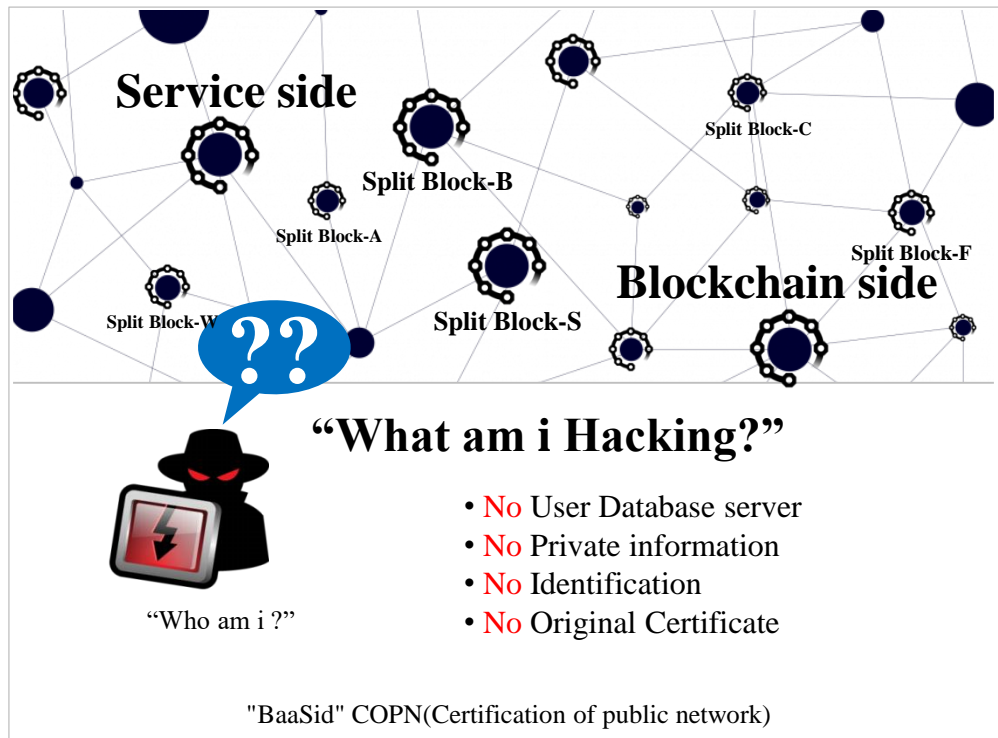 Service side
Split Block-C
Split Block-B
Split Block-A
Split Block-F
Blockchain side
Split Block-W
Split Block-S
??
“What am i Hacking?”
• No User Database server
• No Private information
• No Identification
• No Original Certificate
“Who am i ?”
"BaaSid" COPN(Certification of public network)